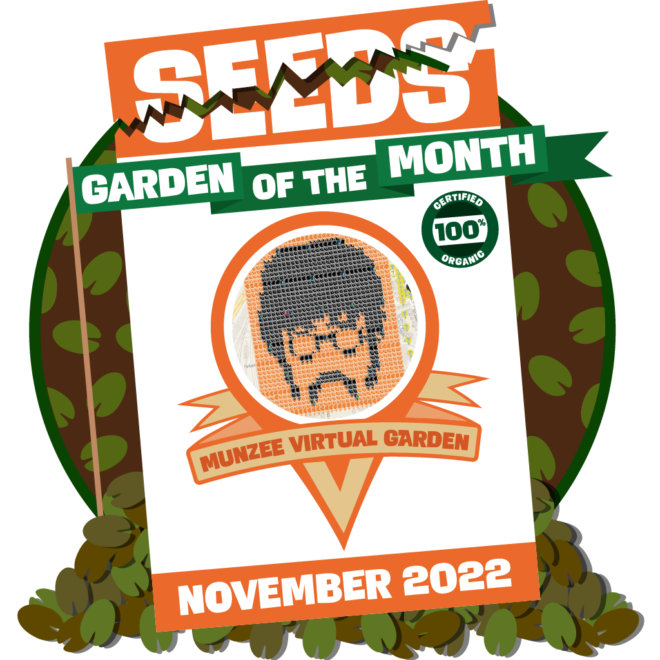 SEEDS
GARDEN OF THE MONTH
CERTIFIED
100%
ORGANIC
MUNZEE VIRTUAL GARDEN
NOVEMBER 2022